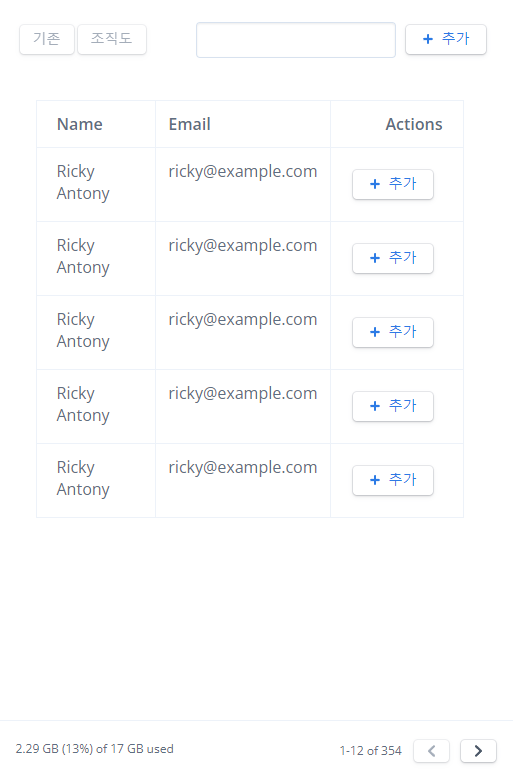 기존 조직도 + 추가
Name Email Actions
Ricky Antony ricky@example.com + 추가
Ricky Antony ricky@example.com + 추가
Ricky Antony ricky@example.com + 추가
Ricky Antony ricky@example.com + 추가
Ricky Antony ricky@example.com + 추가
2.29 GB (13%) of 17 GB used 1-12 of 354